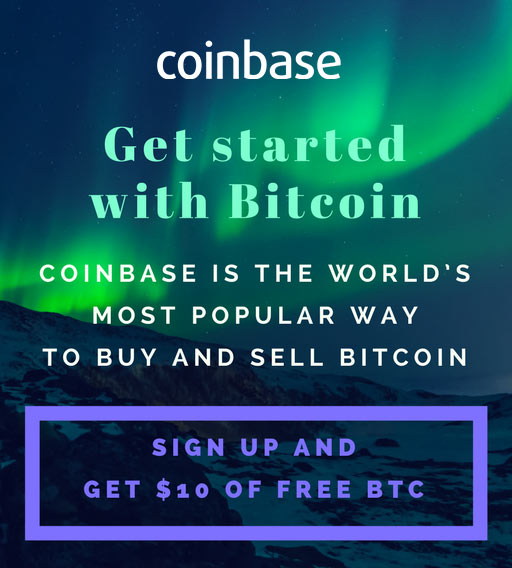 coinbase
Get started
with Bitcoin
COINBASE IS THE WORLD'S
MOST POPULAR WAY
TO BUY AND SELL BITCOIN
SIGN UP AND
GET $10 OF FREE BTC